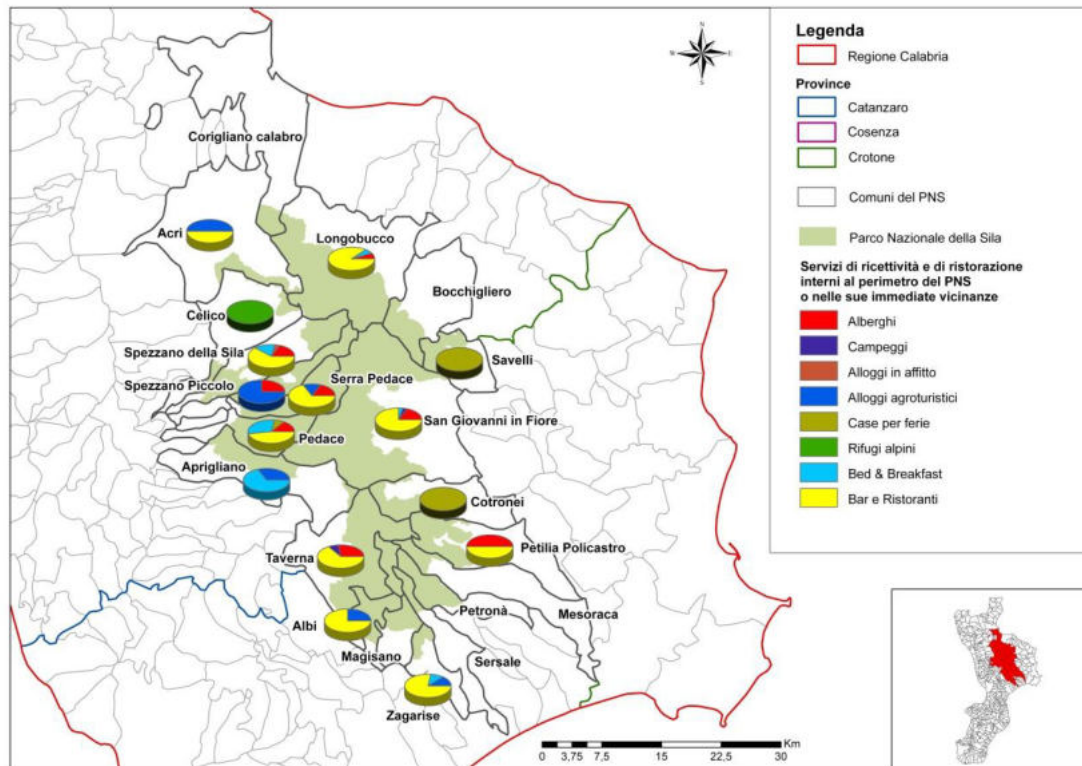 N
W
E
S
Corigliano calabro
Acri
Longobucco
Bocchigliero
Celico
Spezzano della Sila
Savelli
Spezzano Piccolo
Serra Pedace
San Giovanni in Fiore
Pedace
Aprigliano
Cotronei
Taverna
Petilia Policastro
Petronà
Mesoraca
Albi
Magisano
Sersale
Zagarise
Km
0 3,75 7,5 15 22,5 30
Legenda
Regione Calabria
Province
Catanzaro
Cosenza
Crotone
Comuni del PNS
Parco Nazionale della Sila
Servizi di ricettività e di ristorazione
interni al perimetro del PNS
o nelle sue immediate vicinanze
Alberghi
Campeggi
Alloggi in affitto
Alloggi agroturistici
Case per ferie
Rifugi alpini
Bed & Breakfast
Bar e Ristoranti